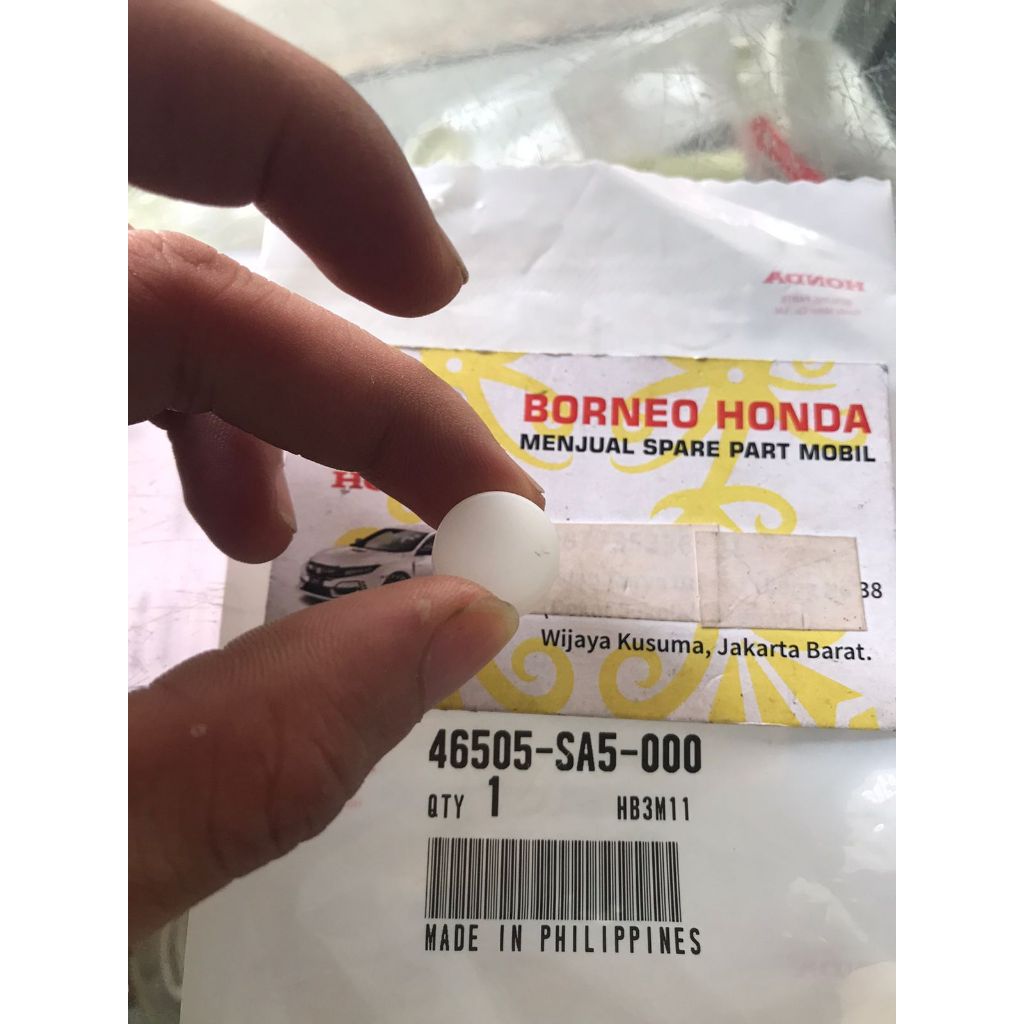 HONDA
BORNEO HONDA
MENJUAL SPARE PART MOBIL
38
Wijaya Kusuma, Jakarta Barat.
46505-SA5-000
QTY 1 HB3M11
MADE IN PHILIPPINES